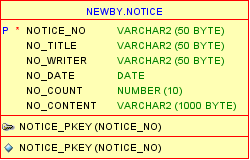 NEWBY.NOTICE
P * NOTICE_NO VARCHAR2 (50 BYTE)
NO_TITLE VARCHAR2 (50 BYTE)
NO_WRITER VARCHAR2 (50 BYTE)
NO_DATE DATE
NO_COUNT NUMBER (10)
NO_CONTENT VARCHAR2 (1000 BYTE)
NOTICE_PKEY (NOTICE_NO)
NOTICE_PKEY (NOTICE_NO)